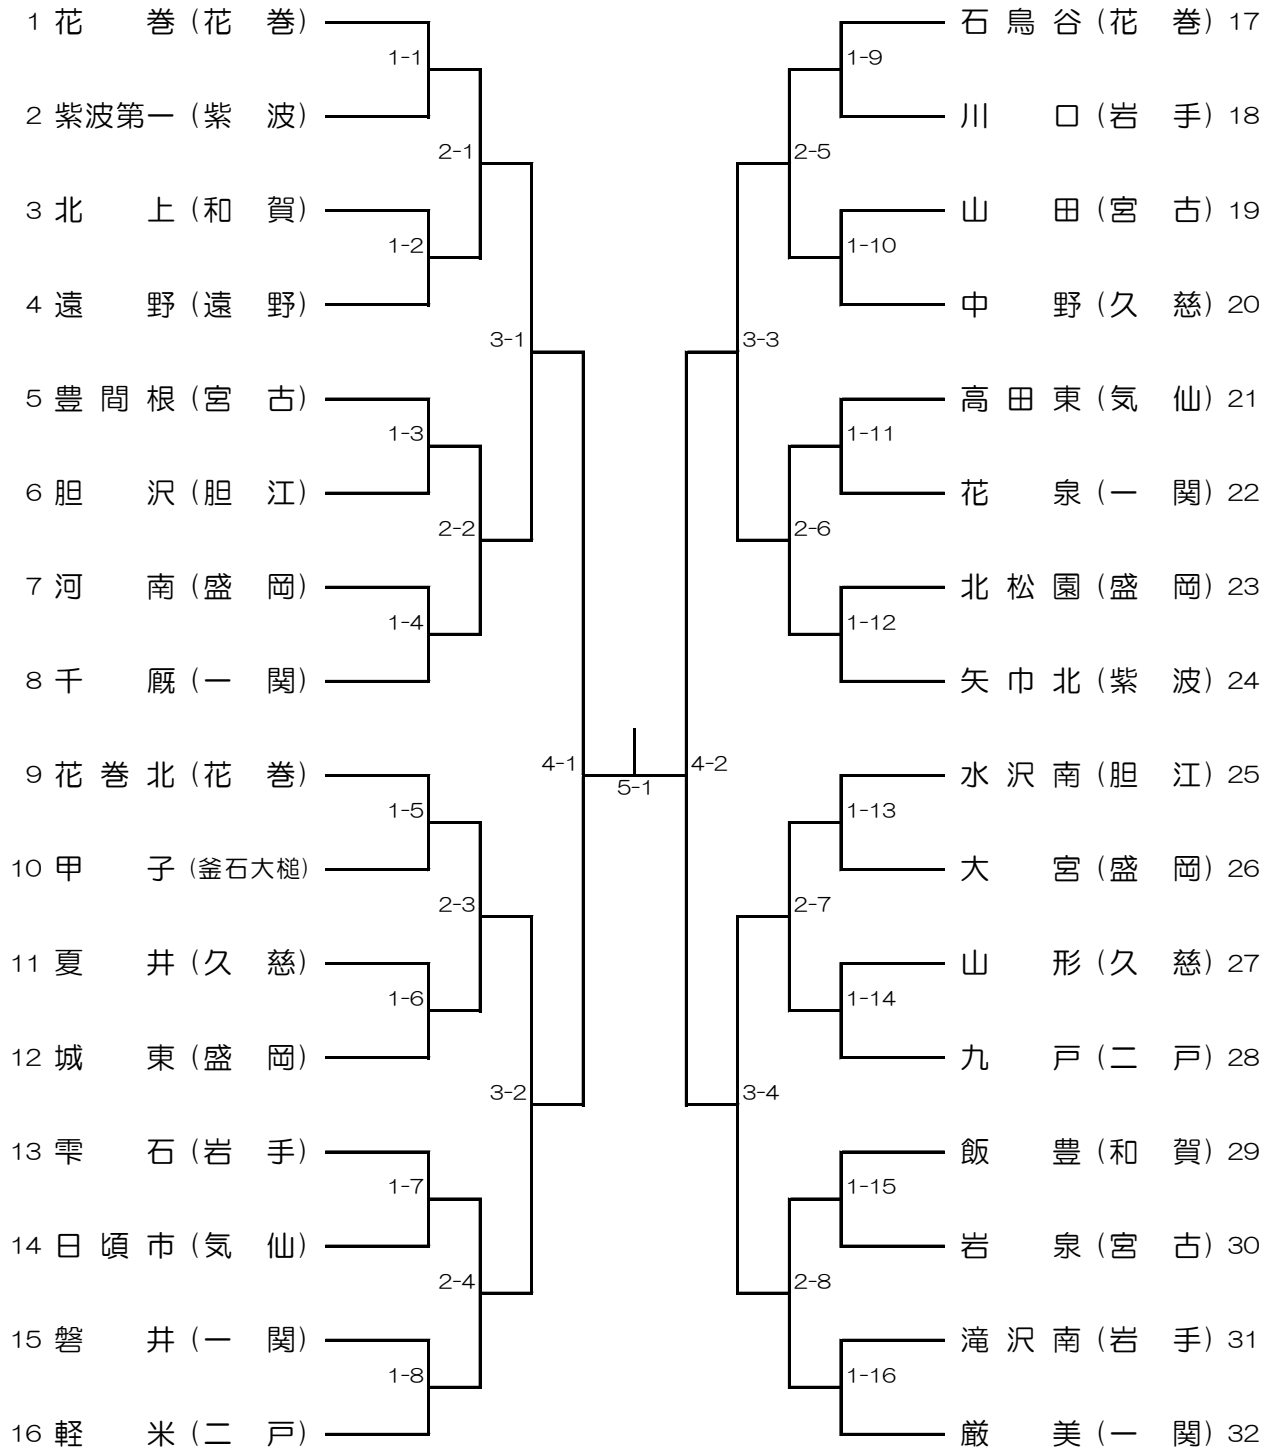 1 花巻（花巻）
1-1
2 紫波第一（紫波）
2-1
3 北上（和賀）
1-2
4 遠野（遠野）
3-1
5 豊間根（宮古）
1-3
6 胆沢（胆江）
2-2
7 河南（盛岡）
1-4
8 千厩（一関）
4-1
9 花巻北（花巻）
1-5
10 甲子（釜石大槌）
2-3
11 夏井（久慈）
1-6
12 城東（盛岡）
3-2
13 雫石（岩手）
1-7
14 日頃市（気仙）
2-4
15 磐井（一関）
1-8
16 軽米（二戸）
5-1
石鳥谷（花巻）17
1-9
川口（岩手）18
2-5
山田（宮古）19
1-10
中野（久慈）20
3-3
高田東（気仙）21
1-11
花泉（一関）22
2-6
北松園（盛岡）23
1-12
矢巾北（紫波）24
4-2
水沢南（胆江）25
1-13
大宮（盛岡）26
2-7
山形（久慈）27
1-14
九戸（二戸）28
3-4
飯豊（和賀）29
1-15
岩泉（宮古）30
2-8
滝沢南（岩手）31
1-16
厳美（一関）32